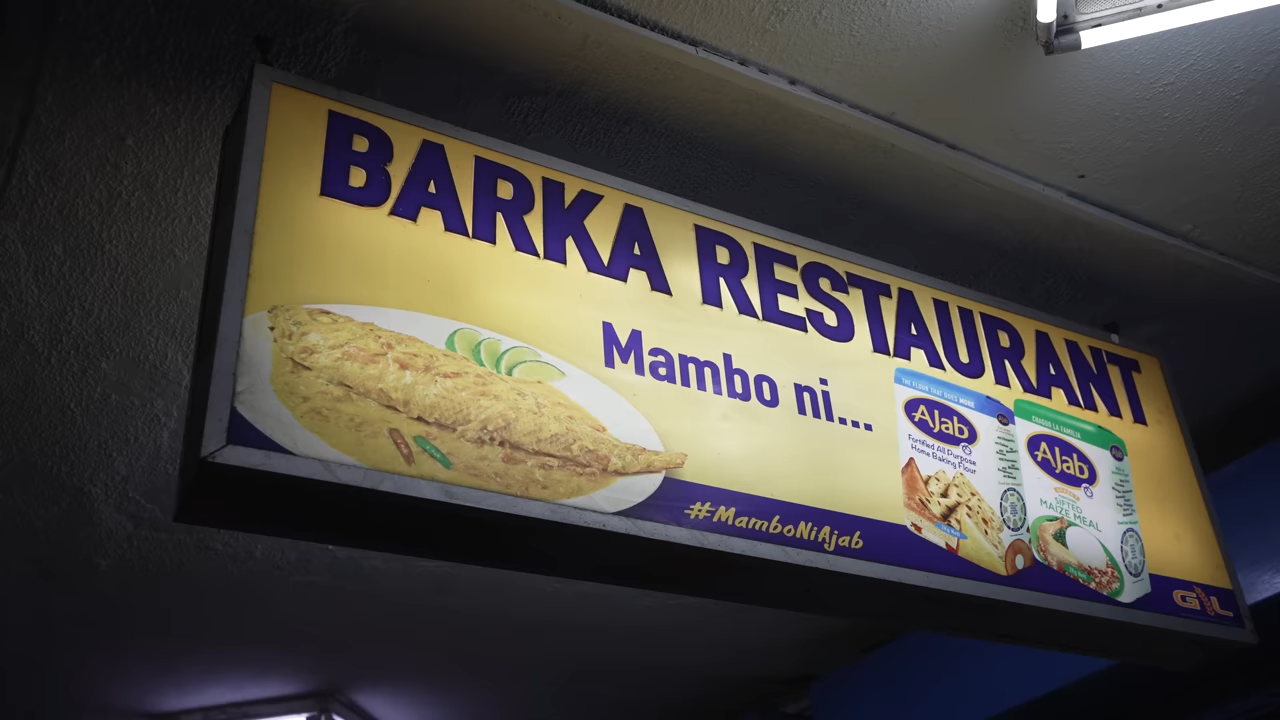 BARKA RESTAURANT
Mambo ni...
#MamboNiAjab
THE FLOUR THAT DOES MORE
AJab
Fortified All Purpose
Home Baking Flour
CHAGUO LA FAMILIA
AJab
SIFTED
MAIZE MEAL